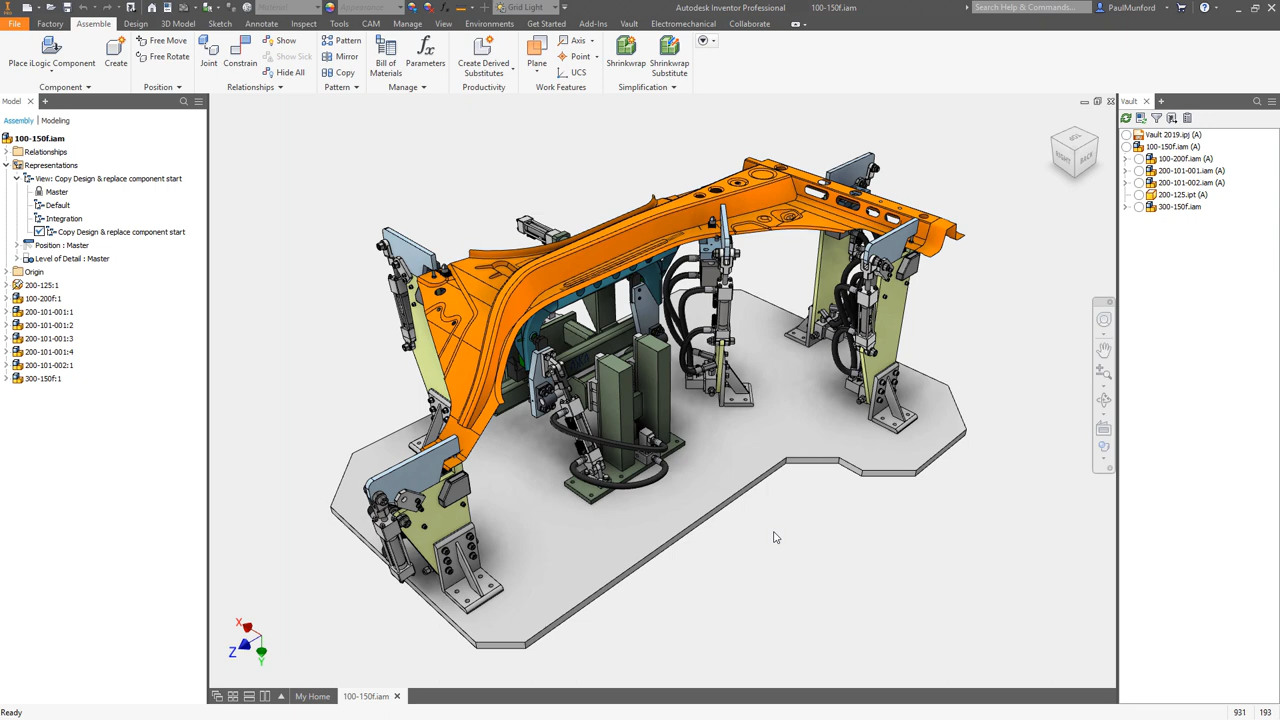 Material
Appearance
Grid Light
Autodesk Inventor Professional 100-150f.iam
Search Help & Commands...
PaulMunford
File Factory Assemble Design 3D Model Sketch Annotate Inspect Tools CAM Manage View Environments Get Started Add-Ins Vault Electromechanical Collaborate
Place iLogic Component
Create
Free Move
Free Rotate
Joint
Constrain
Show
Show Sick
Hide All
Pattern
Mirror
Copy
Bill of Materials
Parameters
Create Derived Substitutes
Plane
Axis
Point
UCS
Shrinkwrap
Shrinkwrap Substitute
Component Position Relationships Pattern Manage Productivity Work Features Simplification
Model
Assembly Modeling
100-150f.iam
Relationships
Representations
View: Copy Design & replace component start
Master
Default
Integration
Copy Design & replace component start
Position : Master
Level of Detail : Master
Origin
200-125:1
100-200f:1
200-101-001:1
200-101-001:2
200-101-001:3
200-101-001:4
200-101-002:1
300-150f:1
RIGHT
BACK
X
Z
Y
My Home
100-150f.iam
Vault
Vault 2019.ipj (A)
100-150f.iam (A)
100-200f.iam (A)
200-101-001.iam (A)
200-101-002.iam (A)
200-125.ipt (A)
300-150f.iam
Ready
931 193